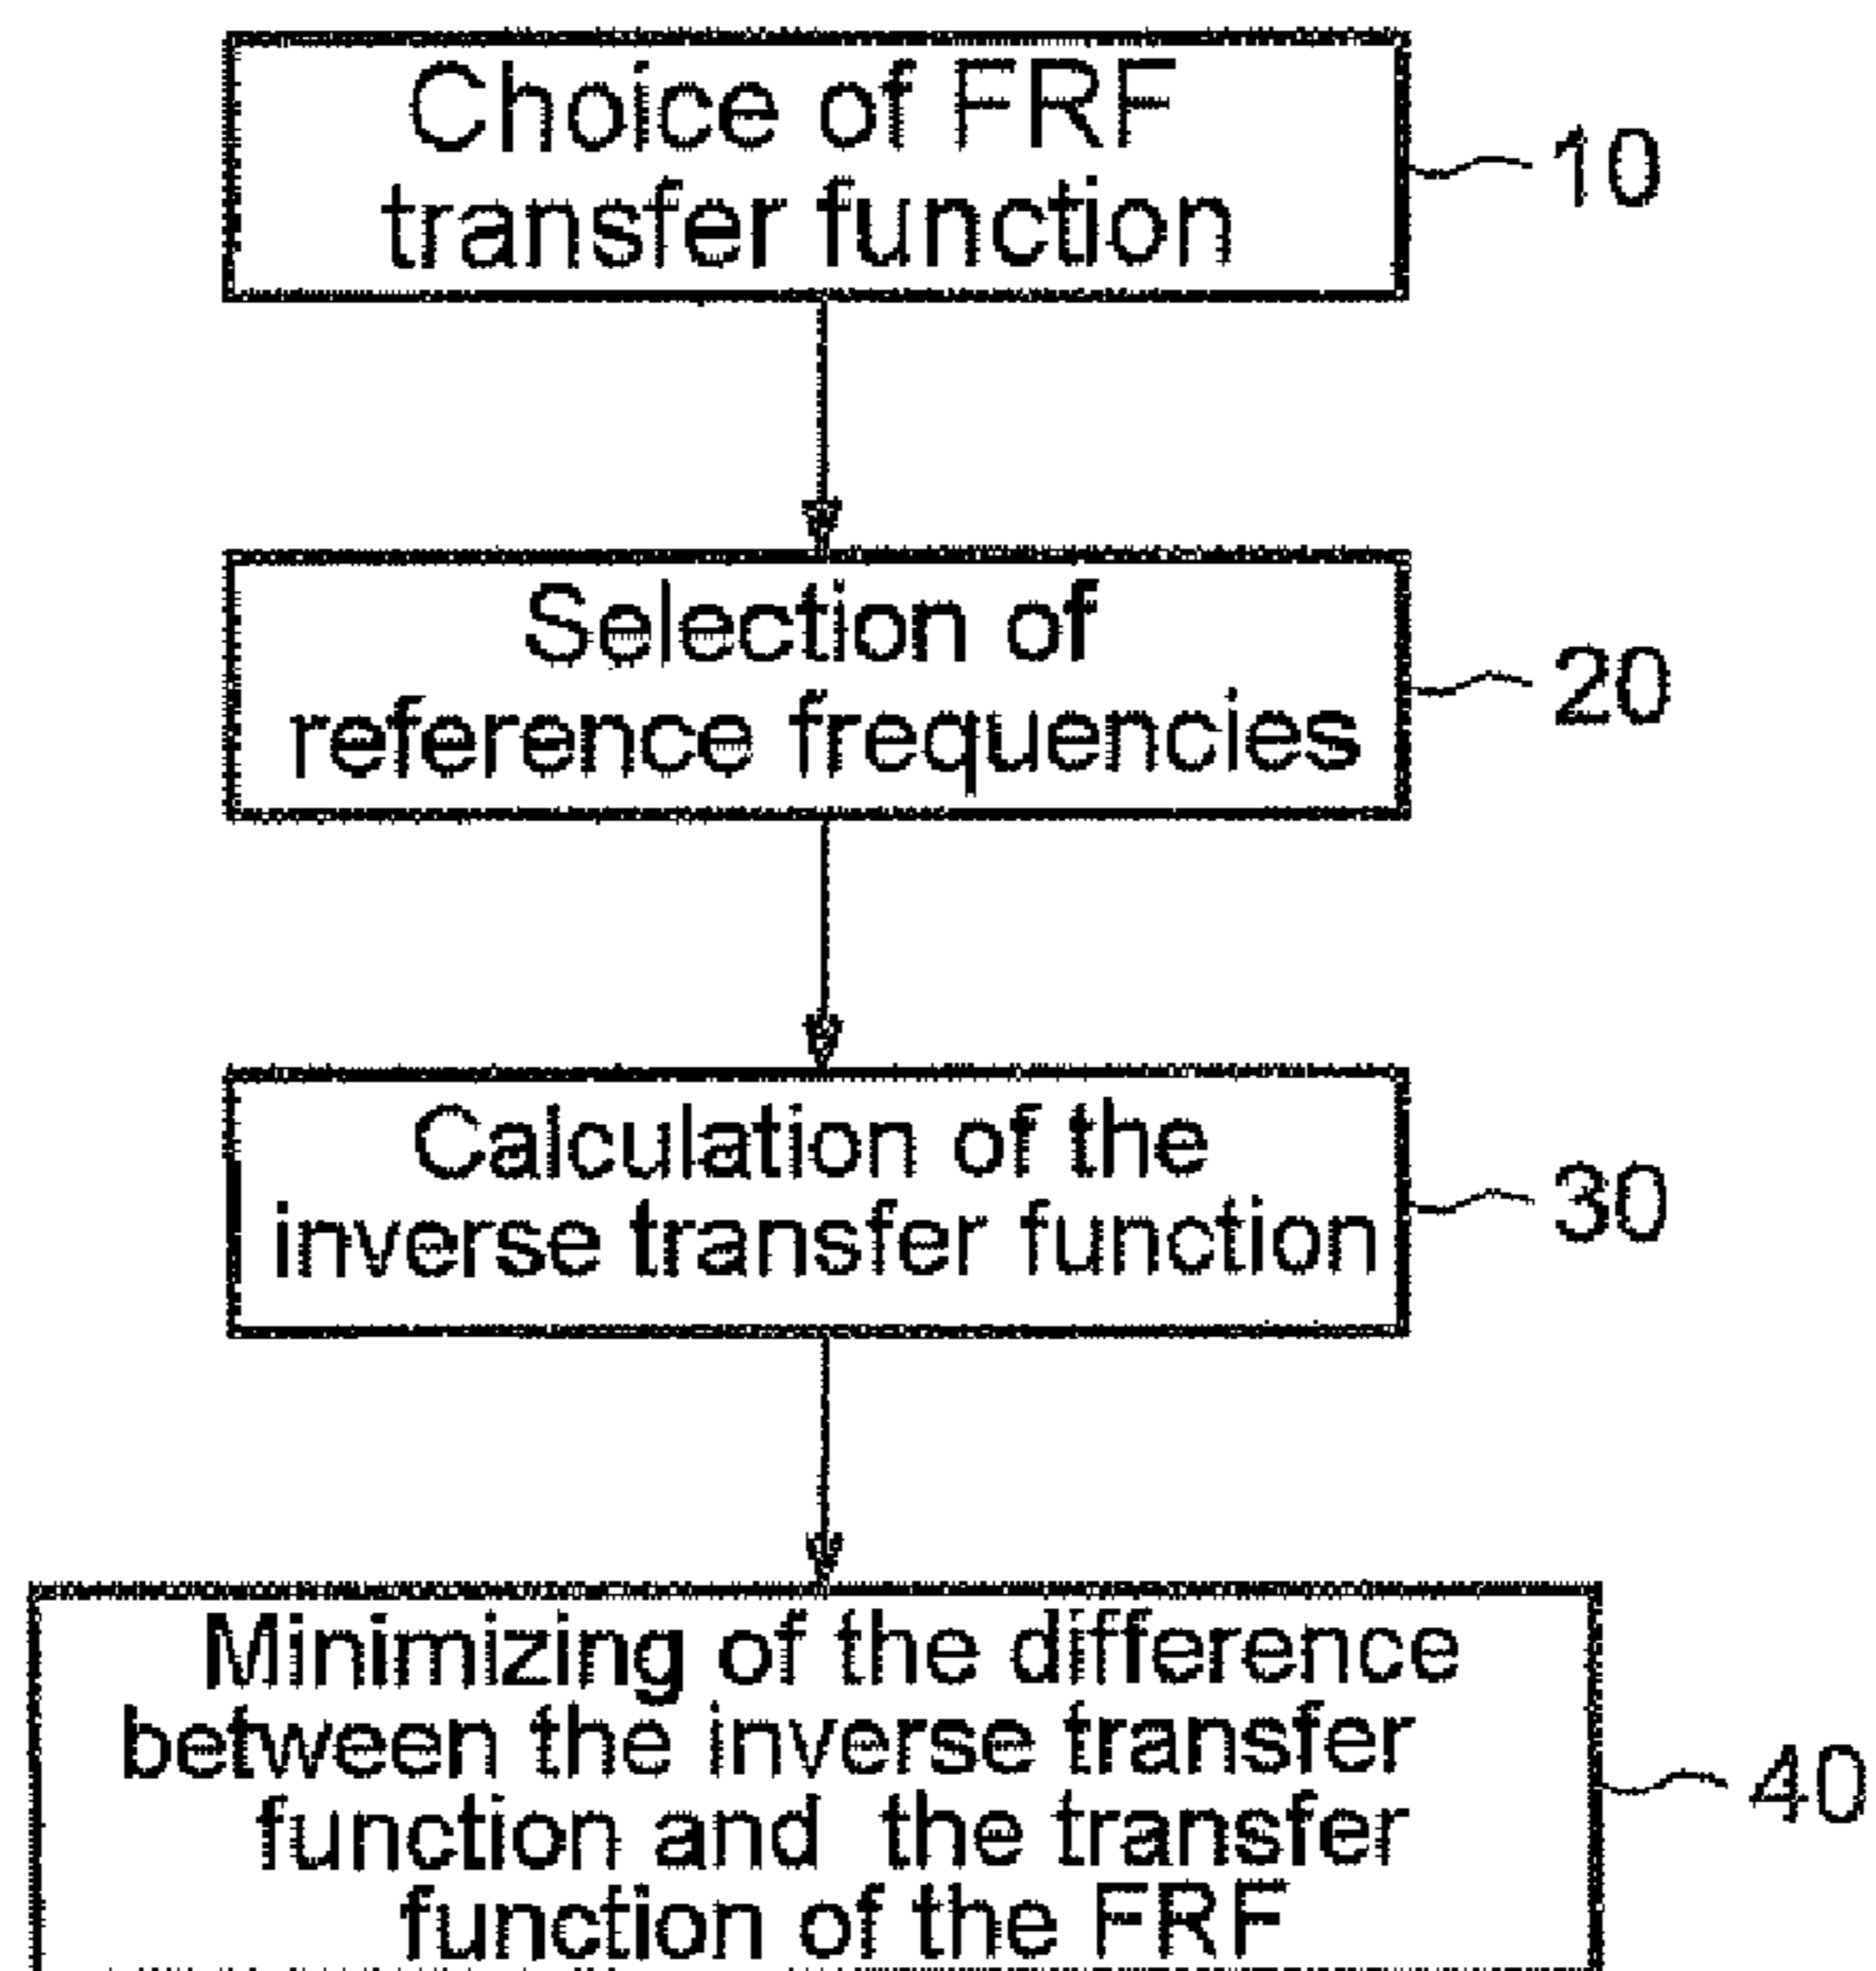 Choice of FRF
transfer function
10
Selection of
reference frequencies
20
Calculation of the
inverse transfer function
30
Minimizing of the difference
between the inverse transfer
function and the transfer
function of the FRF
40